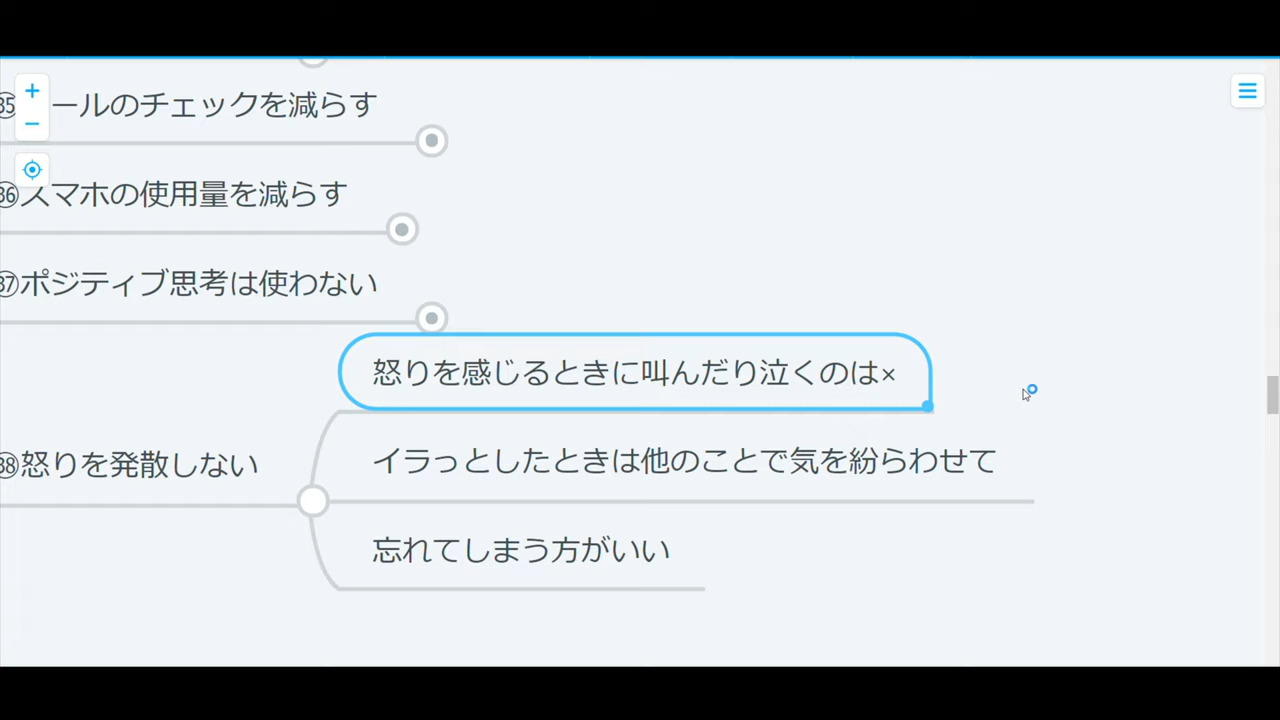 ㉟ ールのチェックを減らす
㊱スマホの使用量を減らす
㊲ポジティブ思考は使わない
怒りを感じるときに叫んだり泣くのは×
イラっとしたときは他のことで気を紛らわせて
㊳怒りを発散しない
忘れてしまう方がいい